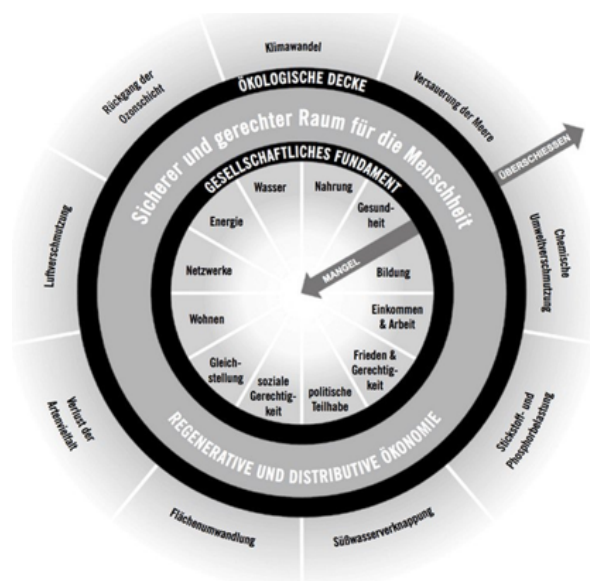 Klimawandel
Versauerung der Meere
Chemische
Umweltverschmutzung
Stickstoff- und
Phosphorbelastung
Süßwasserverknappung
Flächenumwandlung
Verlust der
Artenvielfalt
Luftverschmutzung
Rückgang der
Ozonschicht
ÖKOLOGISCHE DECKE
ÜBERSCHIESSEN
Sicherer und gerechter Raum für die Menschheit
GESELLSCHAFTLICHES FUNDAMENT
Wasser
Nahrung
Gesund-
heit
MANGEL
Bildung
Einkommen
& Arbeit
Frieden &
Gerechtig-
keit
politische
Teilhabe
soziale
Gerechtig-
keit
Gleich-
stellung
Wohnen
Netzwerke
Energie
REGENERATIVE UND DISTRIBUTIVE ÖKONOMIE